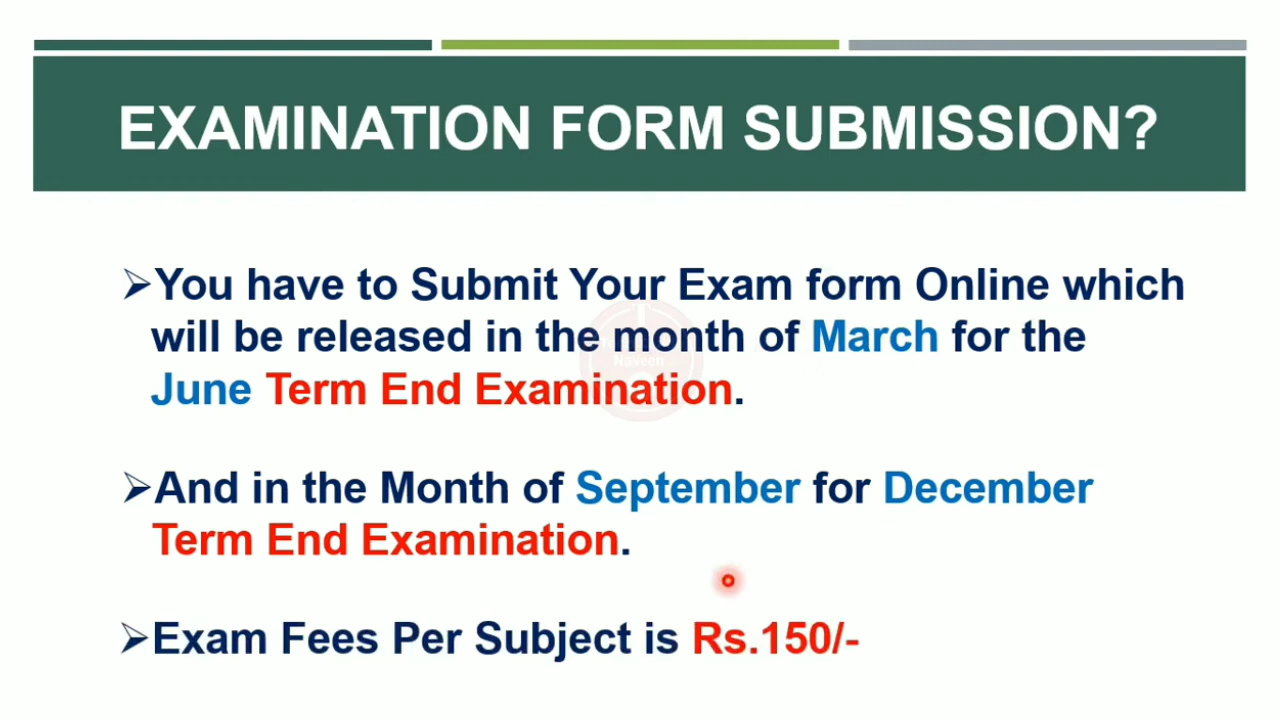 EXAMINATION FORM SUBMISSION?
➢You have to Submit Your Exam form Online which
will be released in the month of March for the
June Term End Examination.
➢And in the Month of September for December
Term End Examination.
➢Exam Fees Per Subject is Rs.150/-
Naveen